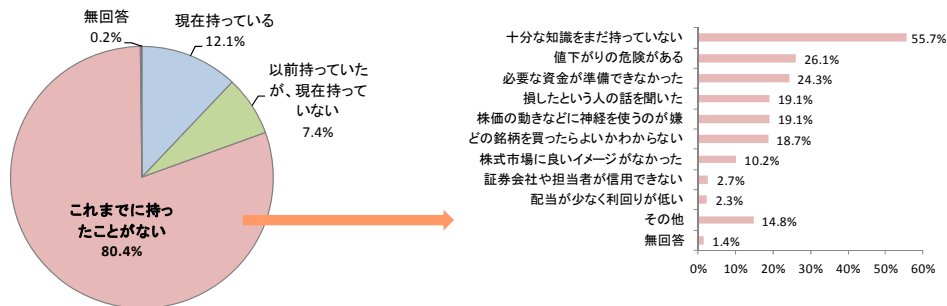 無回答
0.2%
現在持っている
12.1%
以前持っていた
が、現在持って
いない
7.4%
これまでに持っ
たことがない
80.4%
十分な知識をまだ持っていない 55.7%
値下がりの危険がある 26.1%
必要な資金が準備できなかった 24.3%
損したという人の話を聞いた 19.1%
株価の動きなどに神経を使うのが嫌 19.1%
どの銘柄を買ったらよいかわからない 18.7%
株式市場に良いイメージがなかった 10.2%
証券会社や担当者が信用できない 2.7%
配当が少なく利回りが低い 2.3%
その他 14.8%
無回答 1.4%
0% 10% 20% 30% 40% 50% 60%